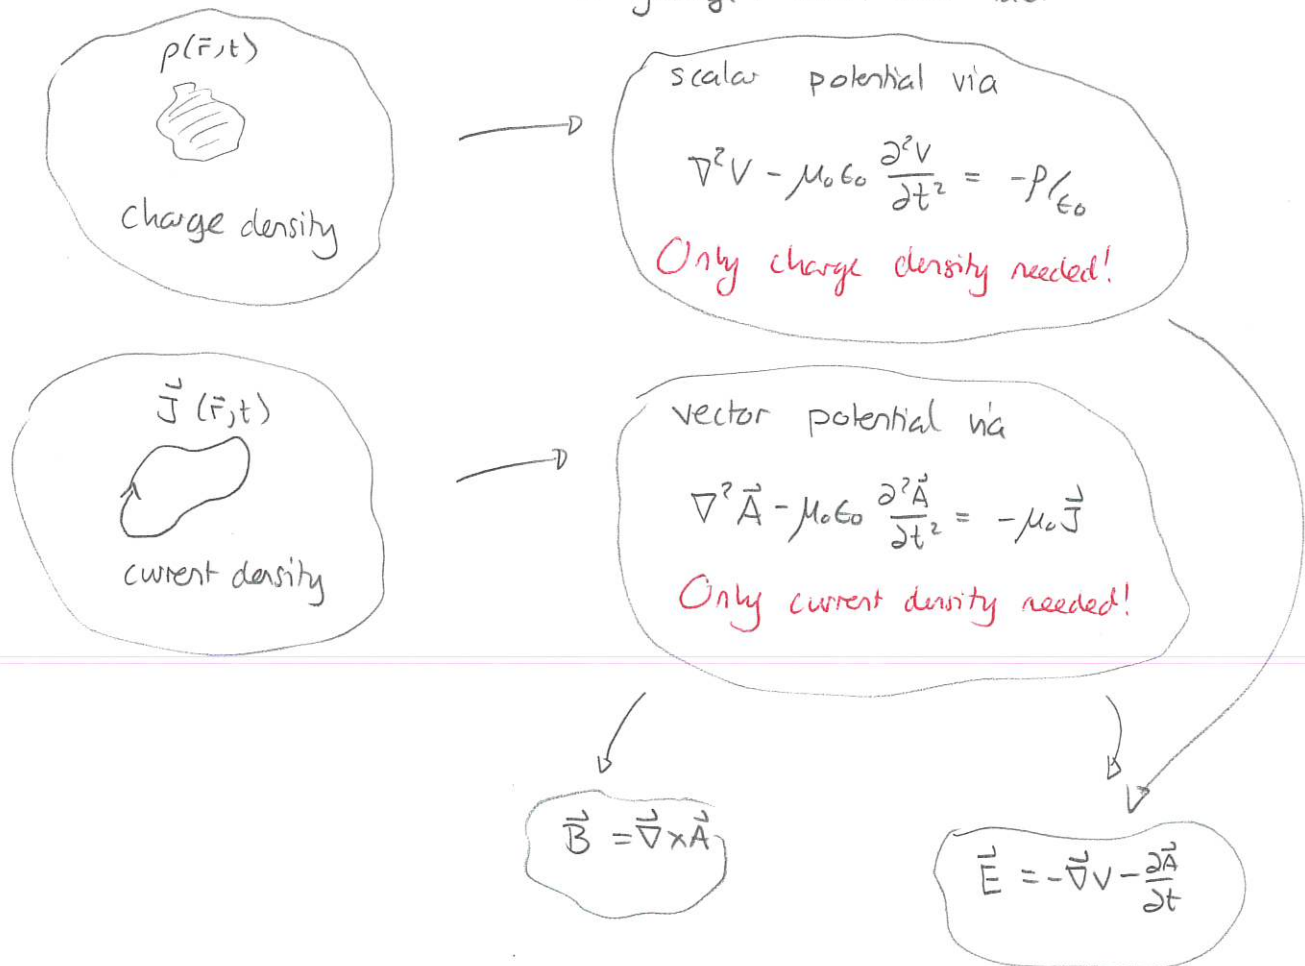 ρ(r̄,t)
charge density
scalar potential via
∇²V - μ₀ϵ₀ ∂²V/∂t² = -ρ/ϵ₀
Only charge density needed!
J⃗ (r̄,t)
current density
vector potential via
∇²A⃗ - μ₀ϵ₀ ∂²A⃗/∂t² = -μ₀J⃗
Only current density needed!
B⃗ = ∇⃗×A⃗
E⃗ = -∇⃗V - ∂A⃗/∂t